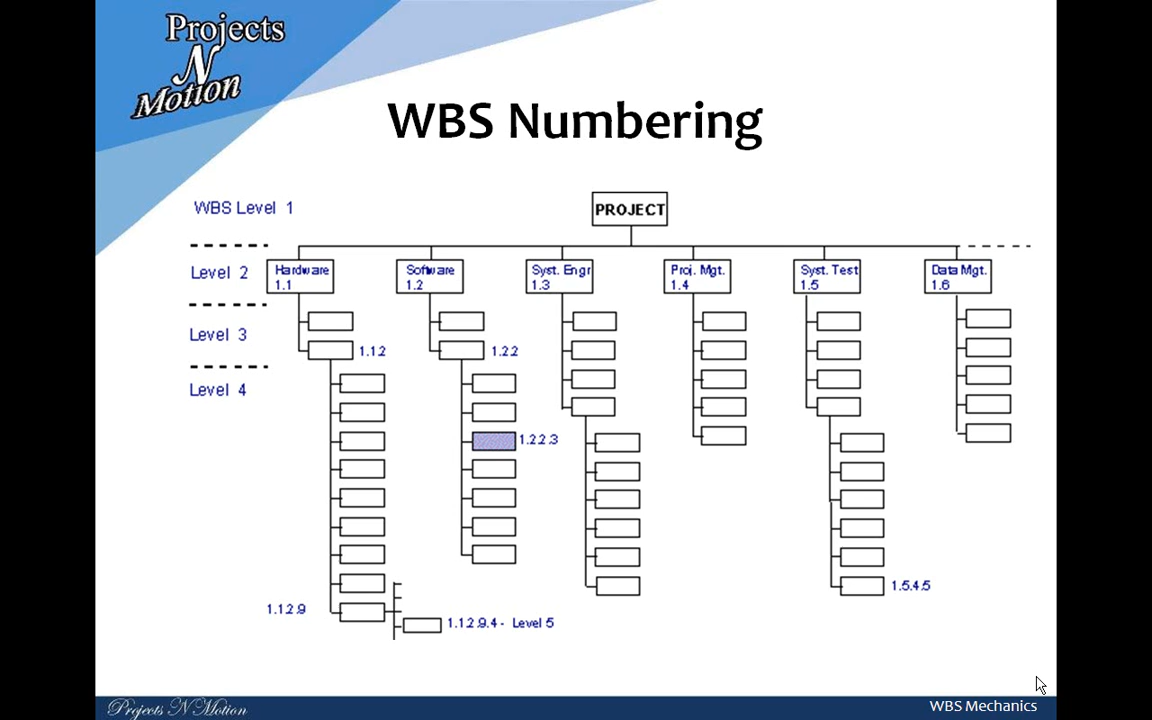 Projects
N
Motion
WBS Numbering
WBS Level 1
PROJECT
Level 2
Hardware
1.1
Software
1.2
Syst. Engr
1.3
Proj. Mgt.
1.4
Syst. Test
1.5
Data Mgt.
1.6
Level 3
1.1.2
1.2.2
Level 4
1.2.2.3
1.5.4.5
1.1.2.9
1.1.2.9.4 - Level 5
Projects N Motion
WBS Mechanics